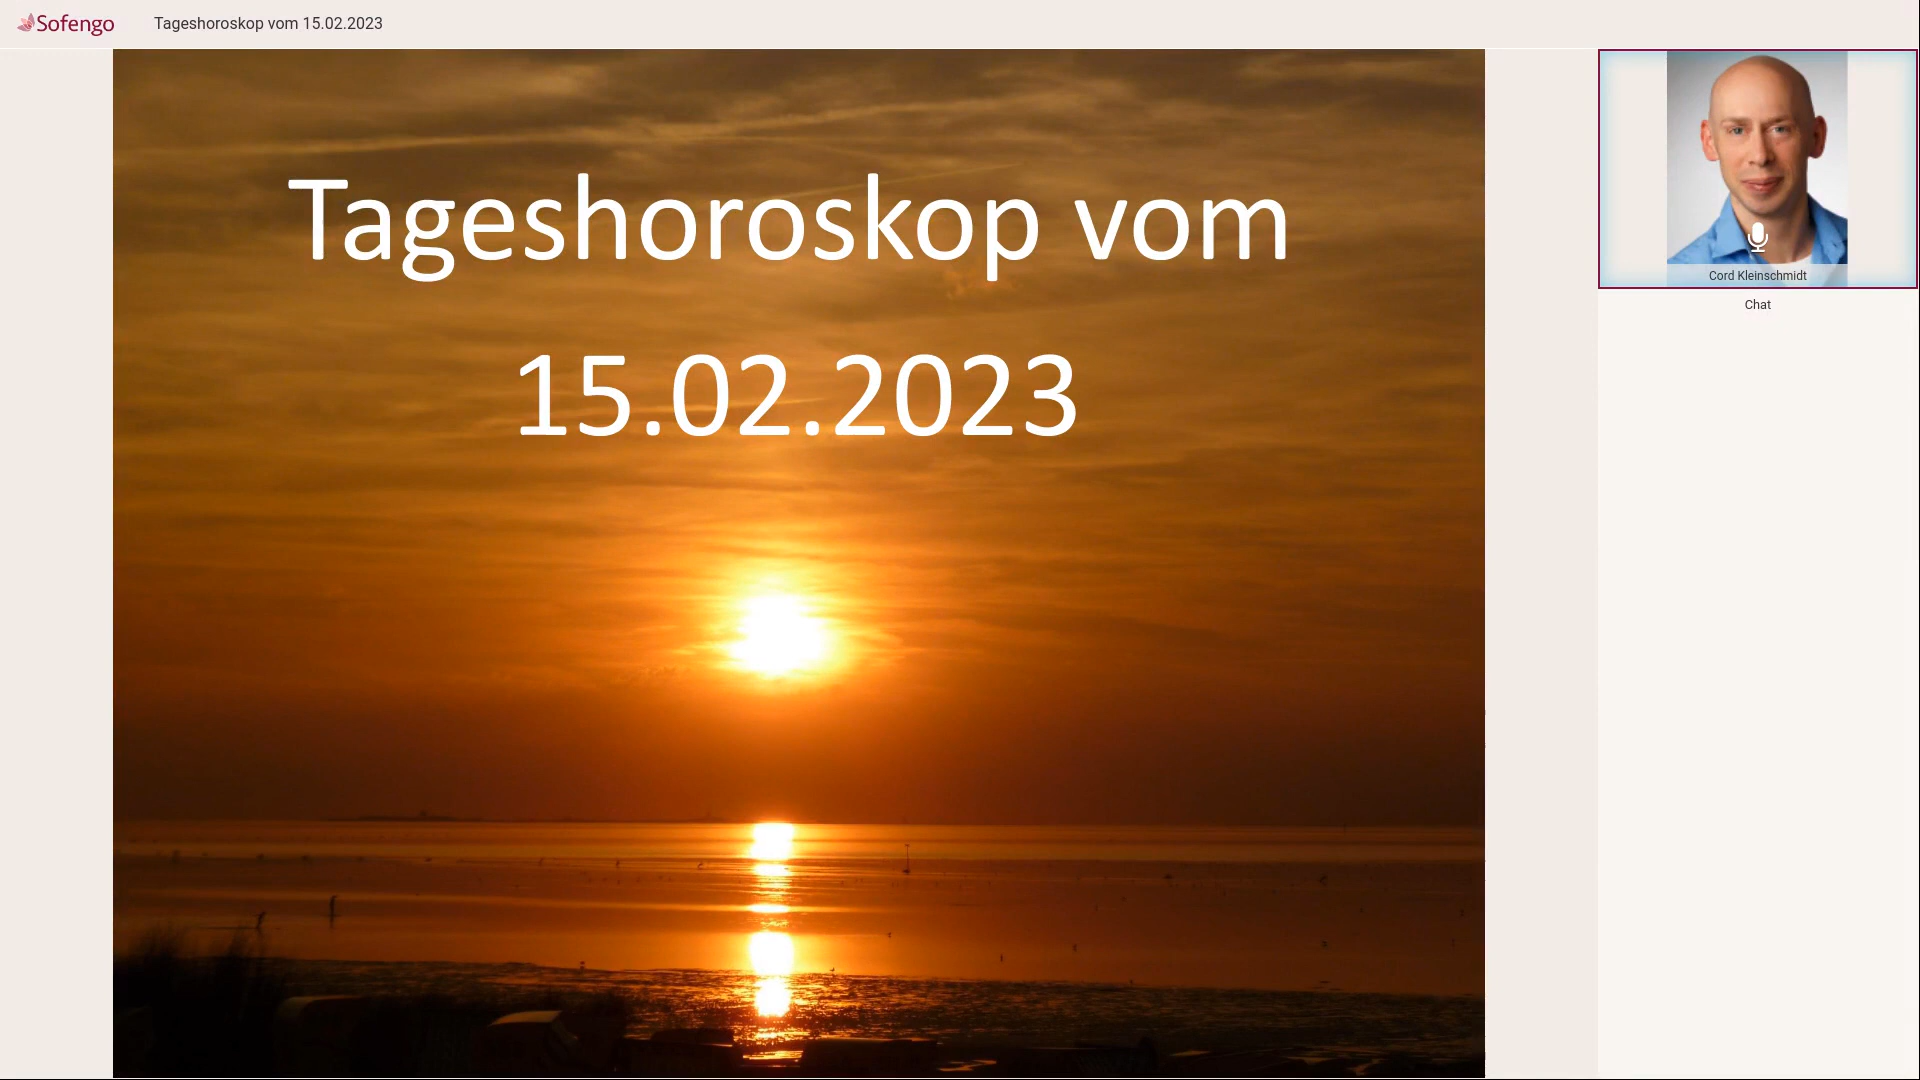 Sofengo
Tageshoroskop vom 15.02.2023
Tageshoroskop vom
15.02.2023
Cord Kleinschmidt
Chat